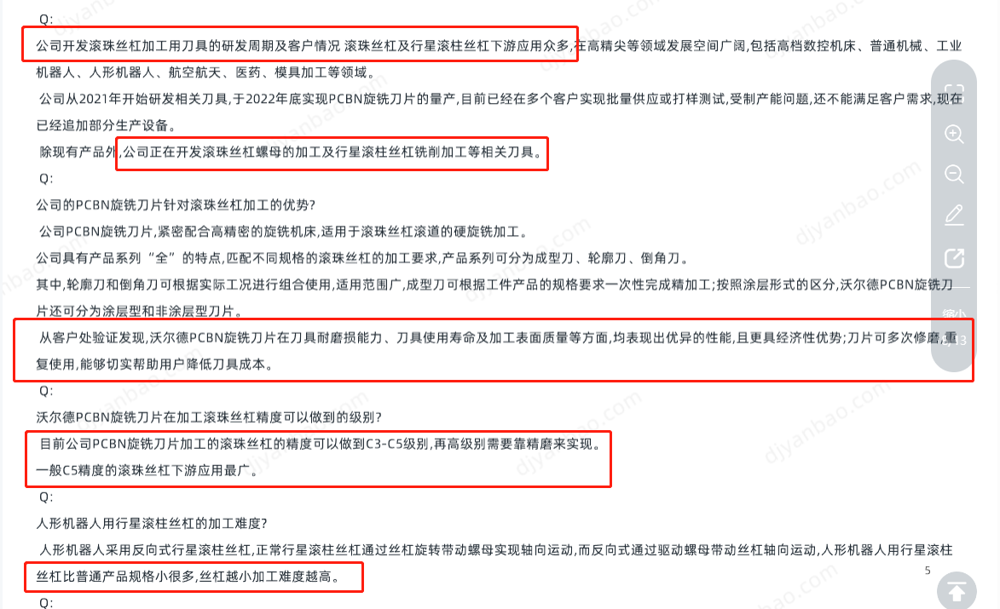 Q:
公司开发滚珠丝杠加工用刀具的研发周期及客户情况 滚珠丝杠及行星滚柱丝杠下游应用众多,在高精尖等领域发展空间广阔,包括高档数控机床、普通机械、工业
机器人、人形机器人、航空航天、医药、模具加工等领域。
公司从2021年开始研发相关刀具,于2022年底实现PCBN旋铣刀片的量产,目前已经在多个客户实现批量供应或打样测试,受制产能问题,还不能满足客户需求,现在
已经追加部分生产设备。
除现有产品外,公司正在开发滚珠丝杠螺母的加工及行星滚柱丝杠铣削加工等相关刀具。
Q:
公司的PCBN旋铣刀片针对滚珠丝杠加工的优势?
公司PCBN旋铣刀片,紧密配合高精密的旋铣机床,适用于滚珠丝杠滚道的硬旋铣加工。
公司具有产品系列“全”的特点,匹配不同规格的滚珠丝杠的加工要求,产品系列可分为成型刀、轮廓刀、倒角刀。
其中,轮廓刀和倒角刀可根据实际工况进行组合使用,适用范围广,成型刀可根据工件产品的规格要求一次性完成精加工;按照涂层形式的区分,沃尔德PCBN旋铣刀
片还可分为涂层型和非涂层型刀片。
缩小
从客户处验证发现,沃尔德PCBN旋铣刀片在刀具耐磨损能力、刀具使用寿命及加工表面质量等方面,均表现出优异的性能,且更具经济性优势;刀片可多次修磨,重
复使用,能够切实帮助用户降低刀具成本。
Q:
沃尔德PCBN旋铣刀片在加工滚珠丝杠精度可以做到的级别?
目前公司PCBN旋铣刀片加工的滚珠丝杠的精度可以做到C3-C5级别,再高级别需要靠精磨来实现。
一般C5精度的滚珠丝杠下游应用最广。
Q:
人形机器人用行星滚柱丝杠的加工难度?
人形机器人采用反向式行星滚柱丝杠,正常行星滚柱丝杠通过丝杠旋转带动螺母实现轴向运动,而反向式通过驱动螺母带动丝杠轴向运动,人形机器人用行星滚柱
丝杠比普通产品规格小很多,丝杠越小加工难度越高。
5
Q:
djyanbao.com